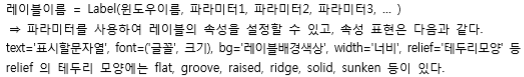 레이블이름 = Label(윈도우이름, 파라미터1, 파라미터2, 파라미터3, … )
⇒ 파라미터를 사용하여 레이블의 속성을 설정할 수 있고, 속성 표현은 다음과 같다.
text='표시할문자열', font=('글꼴', 크기), bg='레이블배경색상', width='너비', relief='테두리모양' 등
relief 의 테두리 모양에는 flat, groove, raised, ridge, solid, sunken 등이 있다.